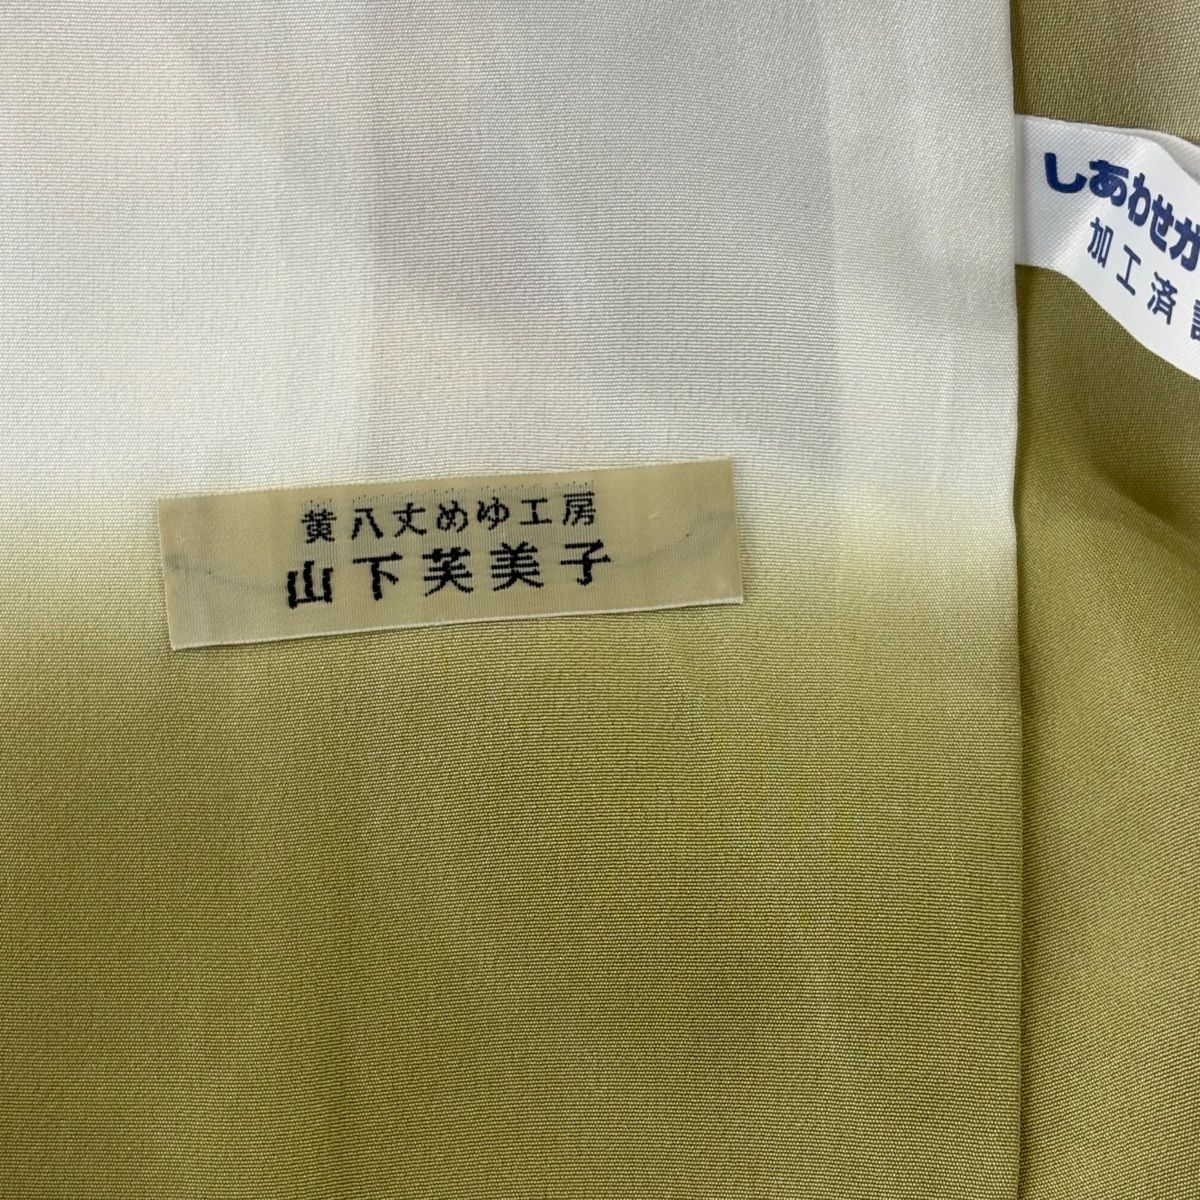 黄八丈めゆ工房
山下芙美子
しあわせガ
加工済